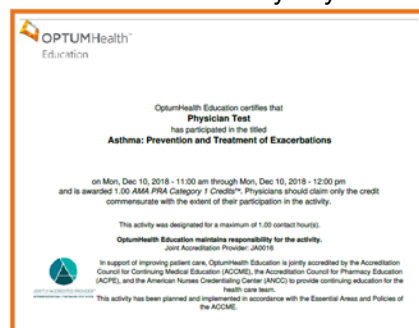 OPTUMHealth™
Education
OptumHealth Education certifies that
Physician Test
has participated in the titled
Asthma: Prevention and Treatment of Exacerbations
on Mon, Dec 10, 2018 - 11:00 am through Mon, Dec 10, 2018 - 12:00 pm
and is awarded 1.00 AMA PRA Category 1 Credits™. Physicians should claim only the credit
commensurate with the extent of their participation in the activity.
This activity was designated for a maximum of 1.00 contact hour(s).
OptumHealth Education maintains responsibility for the activity.
Joint Accreditation Provider: JA0016
In support of improving patient care, OptumHealth Education is jointly accredited by the Accreditation
Council for Continuing Medical Education (ACCME), the Accreditation Council for Pharmacy Education
(ACPE), and the American Nurses Credentialing Center (ANCC) to provide continuing education for the
health care team.
JOINTLY ACCREDITED PROVIDER™
This activity has been planned and implemented in accordance with the Essential Areas and Policies of
the ACCME.